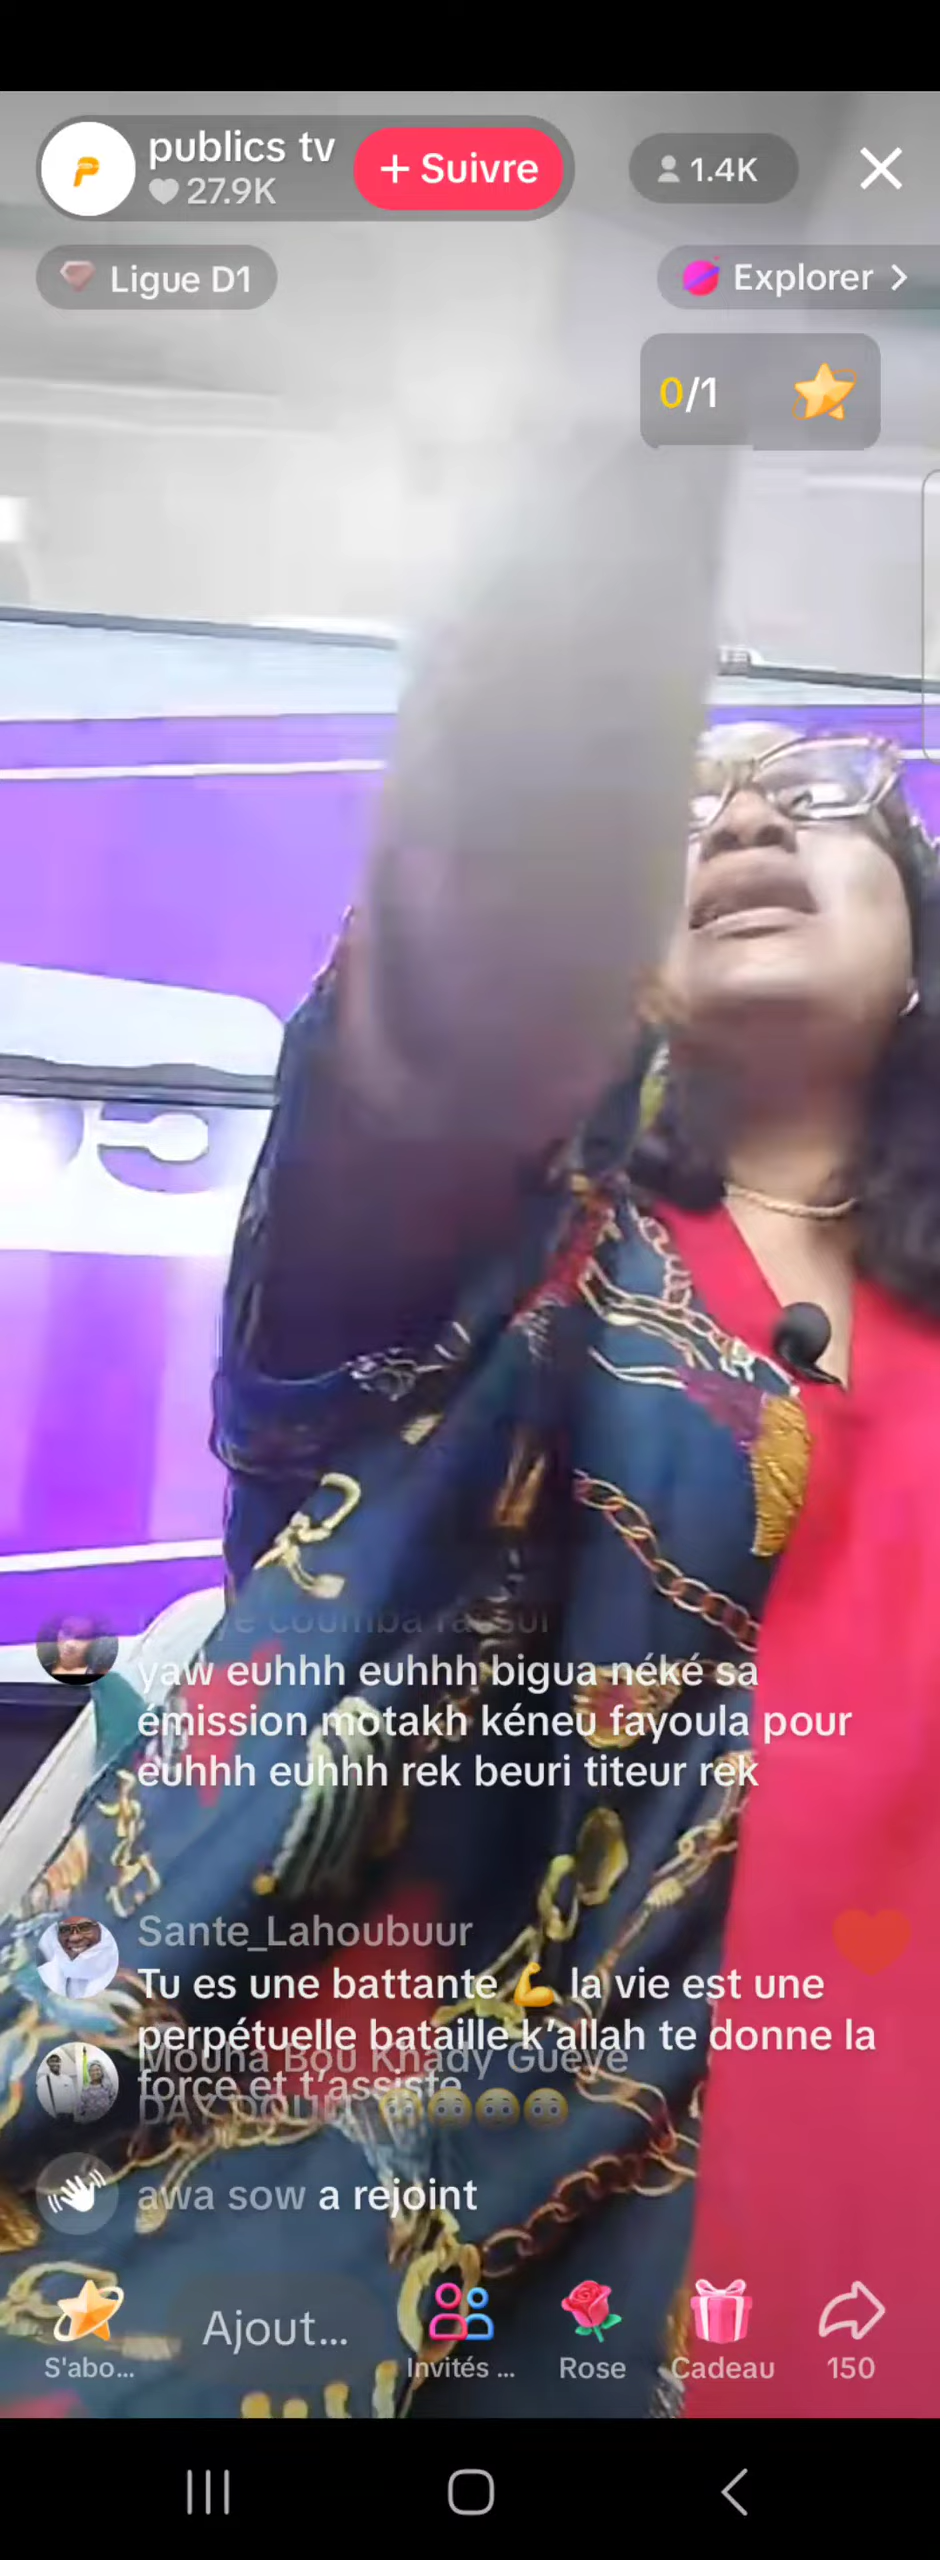 publics tv
27.9K
+ Suivre
1.4K
Ligue D1
Explorer >
0/1
yaw euhhh euhhh bigua néké sa
émission motakh kéneu fayoula pour
euhhh euhhh rek beuri titeur rek
Sante_Lahoubuur
Tu es une battante 💪 la vie est une
perpétuelle bataille k'allah te donne la
force et t'assiste
Mouha Bou Khady Gueye
awa sow a rejoint
S'abo...
Ajout...
Invités ...
Rose
Cadeau
150